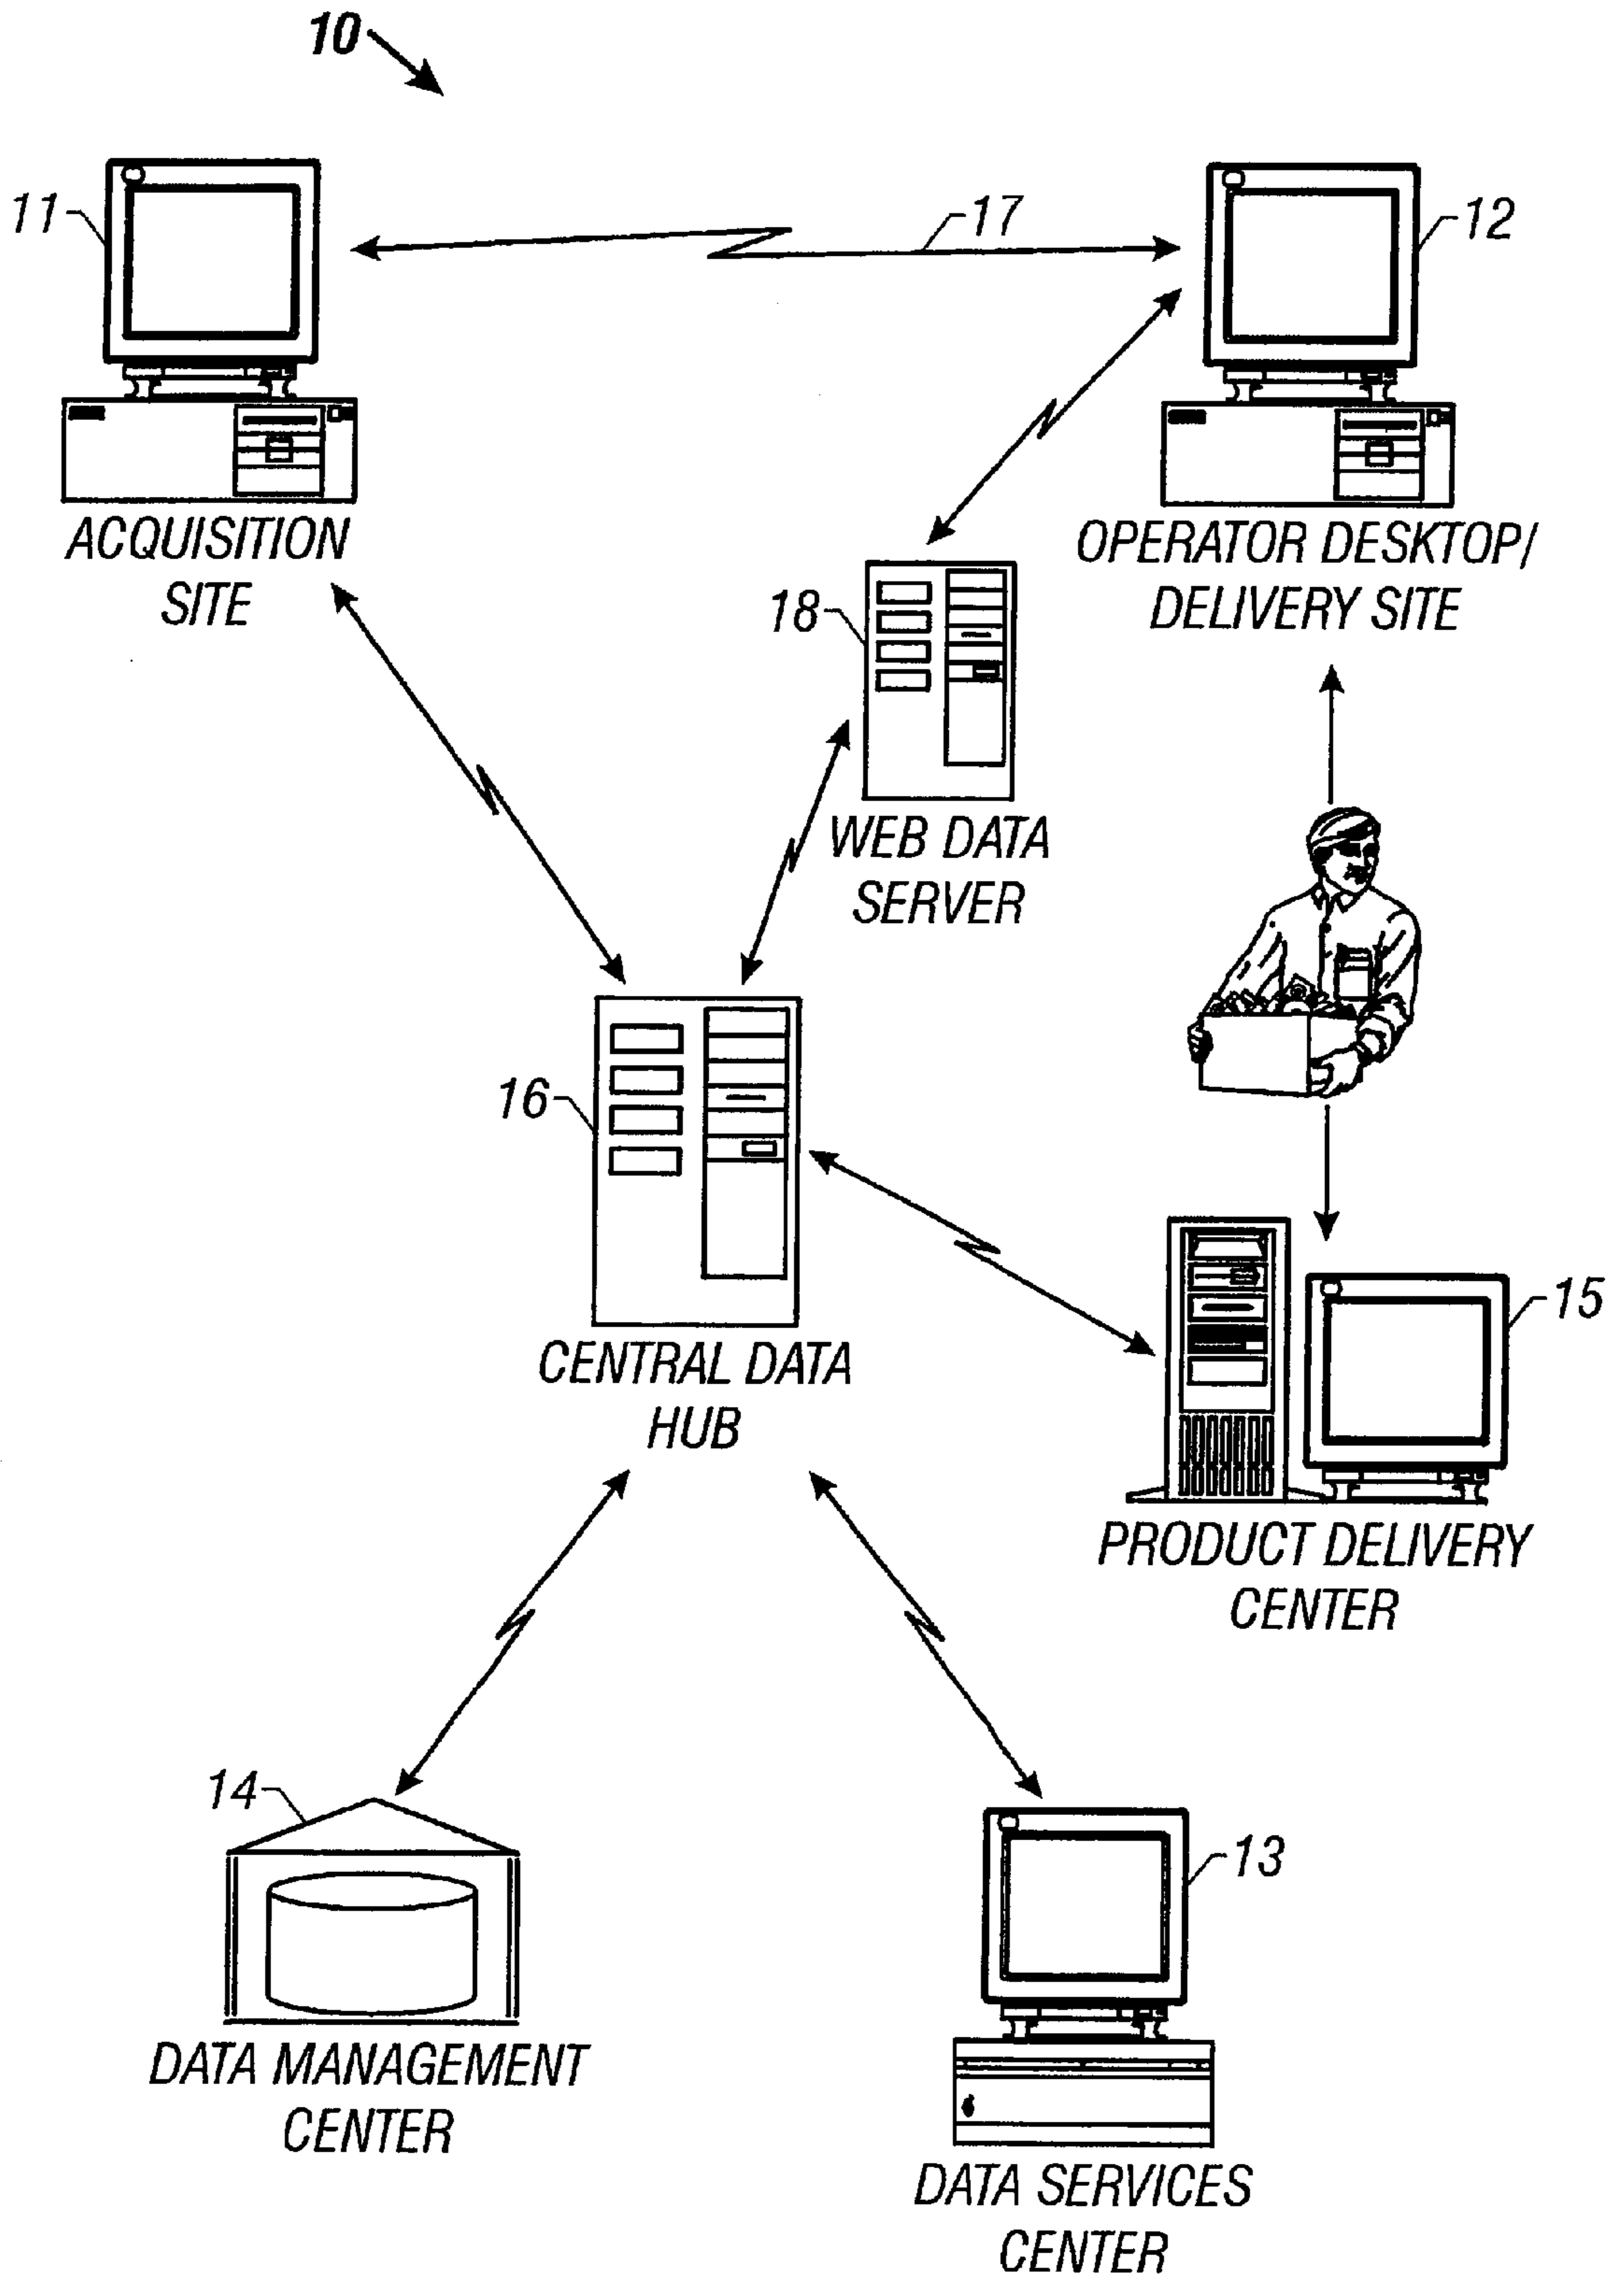 10
11
17
12
ACQUISITION
SITE
OPERATOR DESKTOP/
DELIVERY SITE
18
WEB DATA
SERVER
16
CENTRAL DATA
HUB
15
PRODUCT DELIVERY
CENTER
14
DATA MANAGEMENT
CENTER
13
DATA SERVICES
CENTER